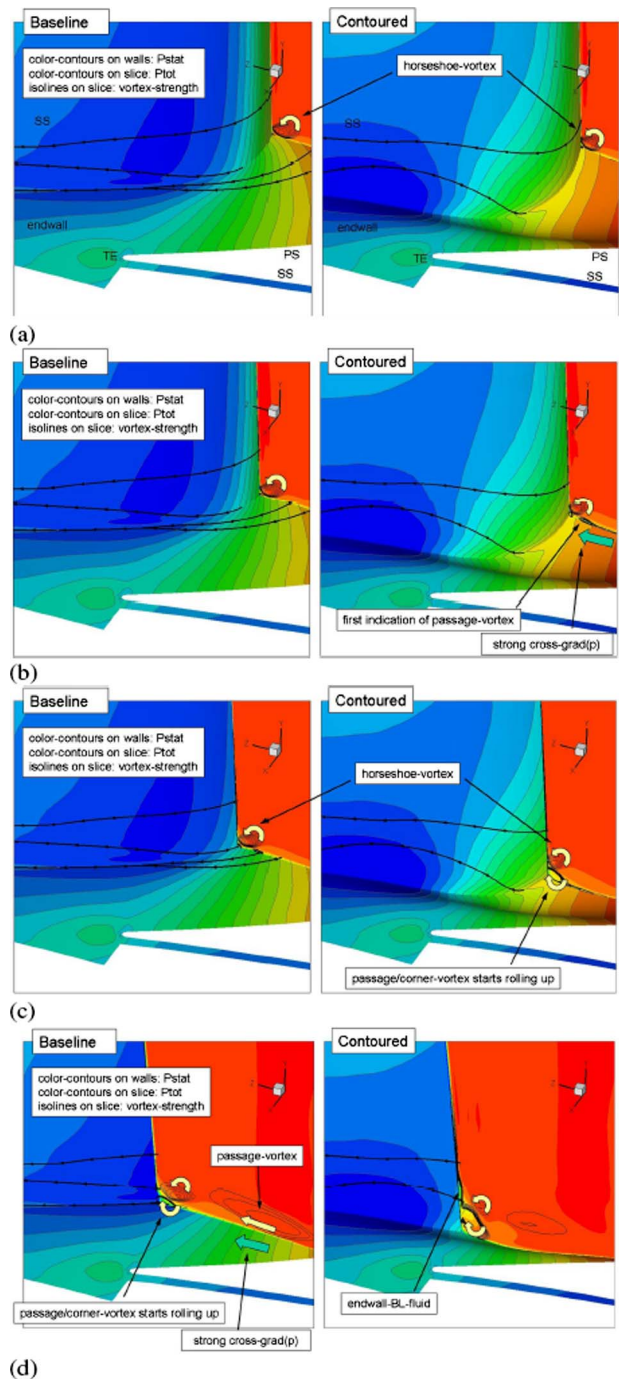 Baseline
Contoured
color-contours on walls: Pstat
color-contours on slice: Ptot
isolines on slice: vortex-strength
horseshoe-vortex
SS
SS
endwall
endwall
TE
PS
SS
TE
PS
SS
Z
Y
(a)
Baseline
Contoured
color-contours on walls: Pstat
color-contours on slice: Ptot
isolines on slice: vortex-strength
first indication of passage-vortex
strong cross-grad(p)
(b)
Baseline
Contoured
color-contours on walls: Pstat
color-contours on slice: Ptot
isolines on slice: vortex-strength
horseshoe-vortex
passage/corner-vortex starts rolling up
(c)
Baseline
Contoured
color-contours on walls: Pstat
color-contours on slice: Ptot
isolines on slice: vortex-strength
passage-vortex
passage/corner-vortex starts rolling up
strong cross-grad(p)
endwall-BL-fluid
(d)